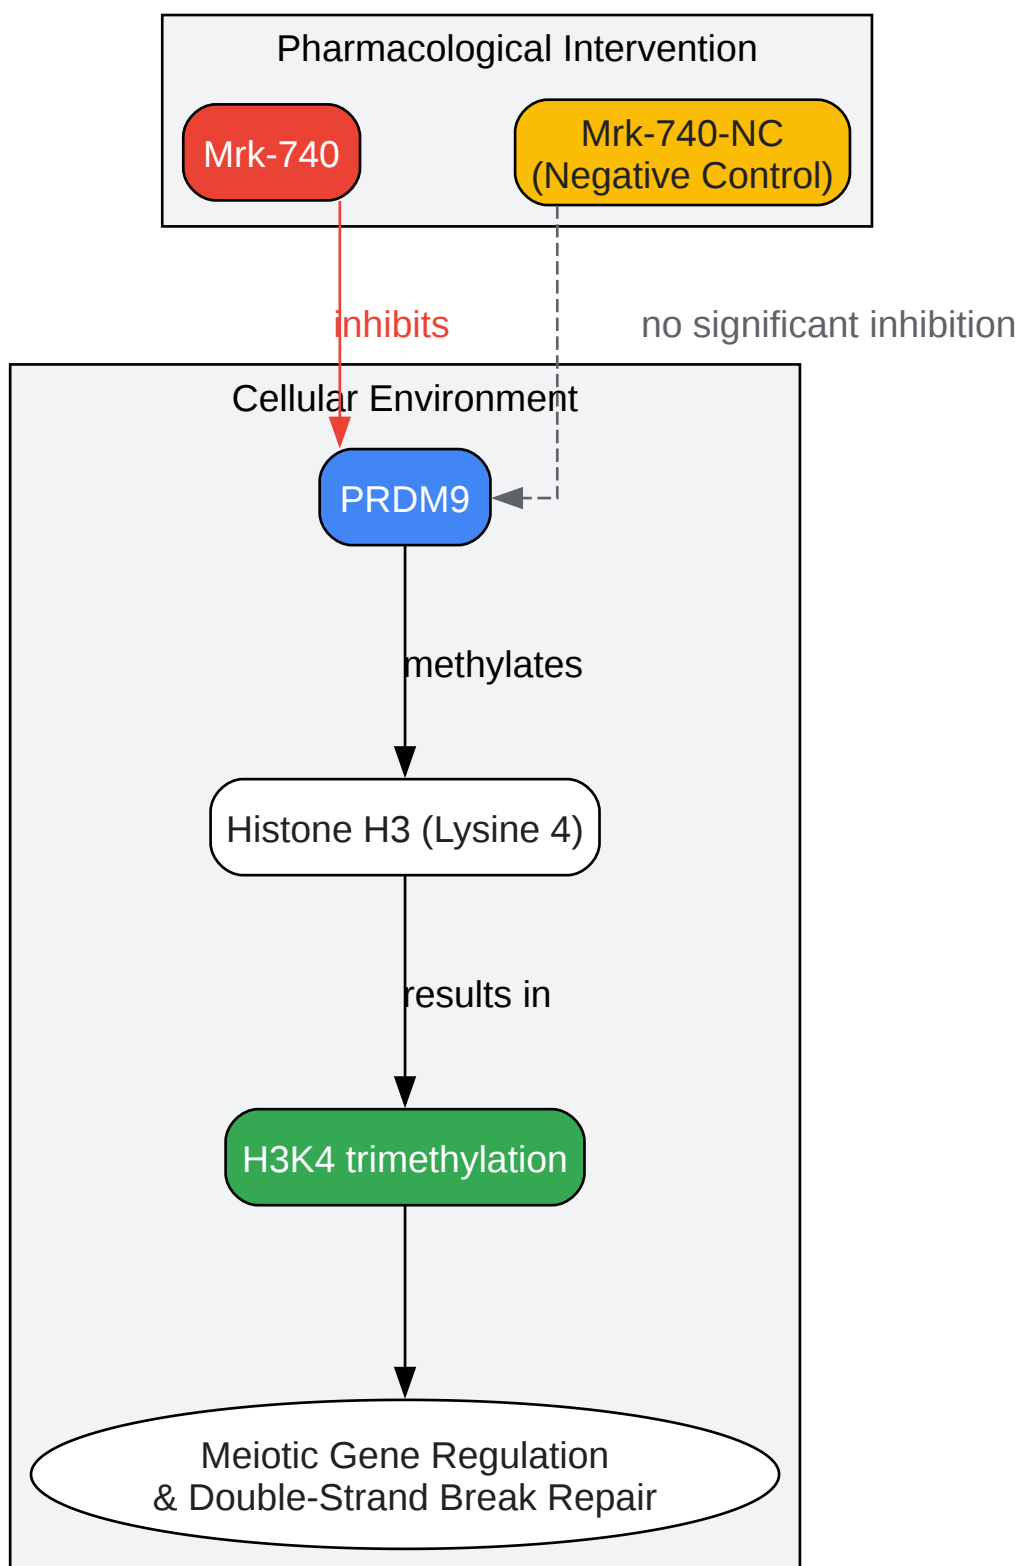 Pharmacological Intervention
Mrk-740
Mrk-740-NC
(Negative Control)
inhibits
no significant inhibition
Cellular Environment
PRDM9
methylates
Histone H3 (Lysine 4)
results in
H3K4 trimethylation
Meiotic Gene Regulation
& Double-Strand Break Repair